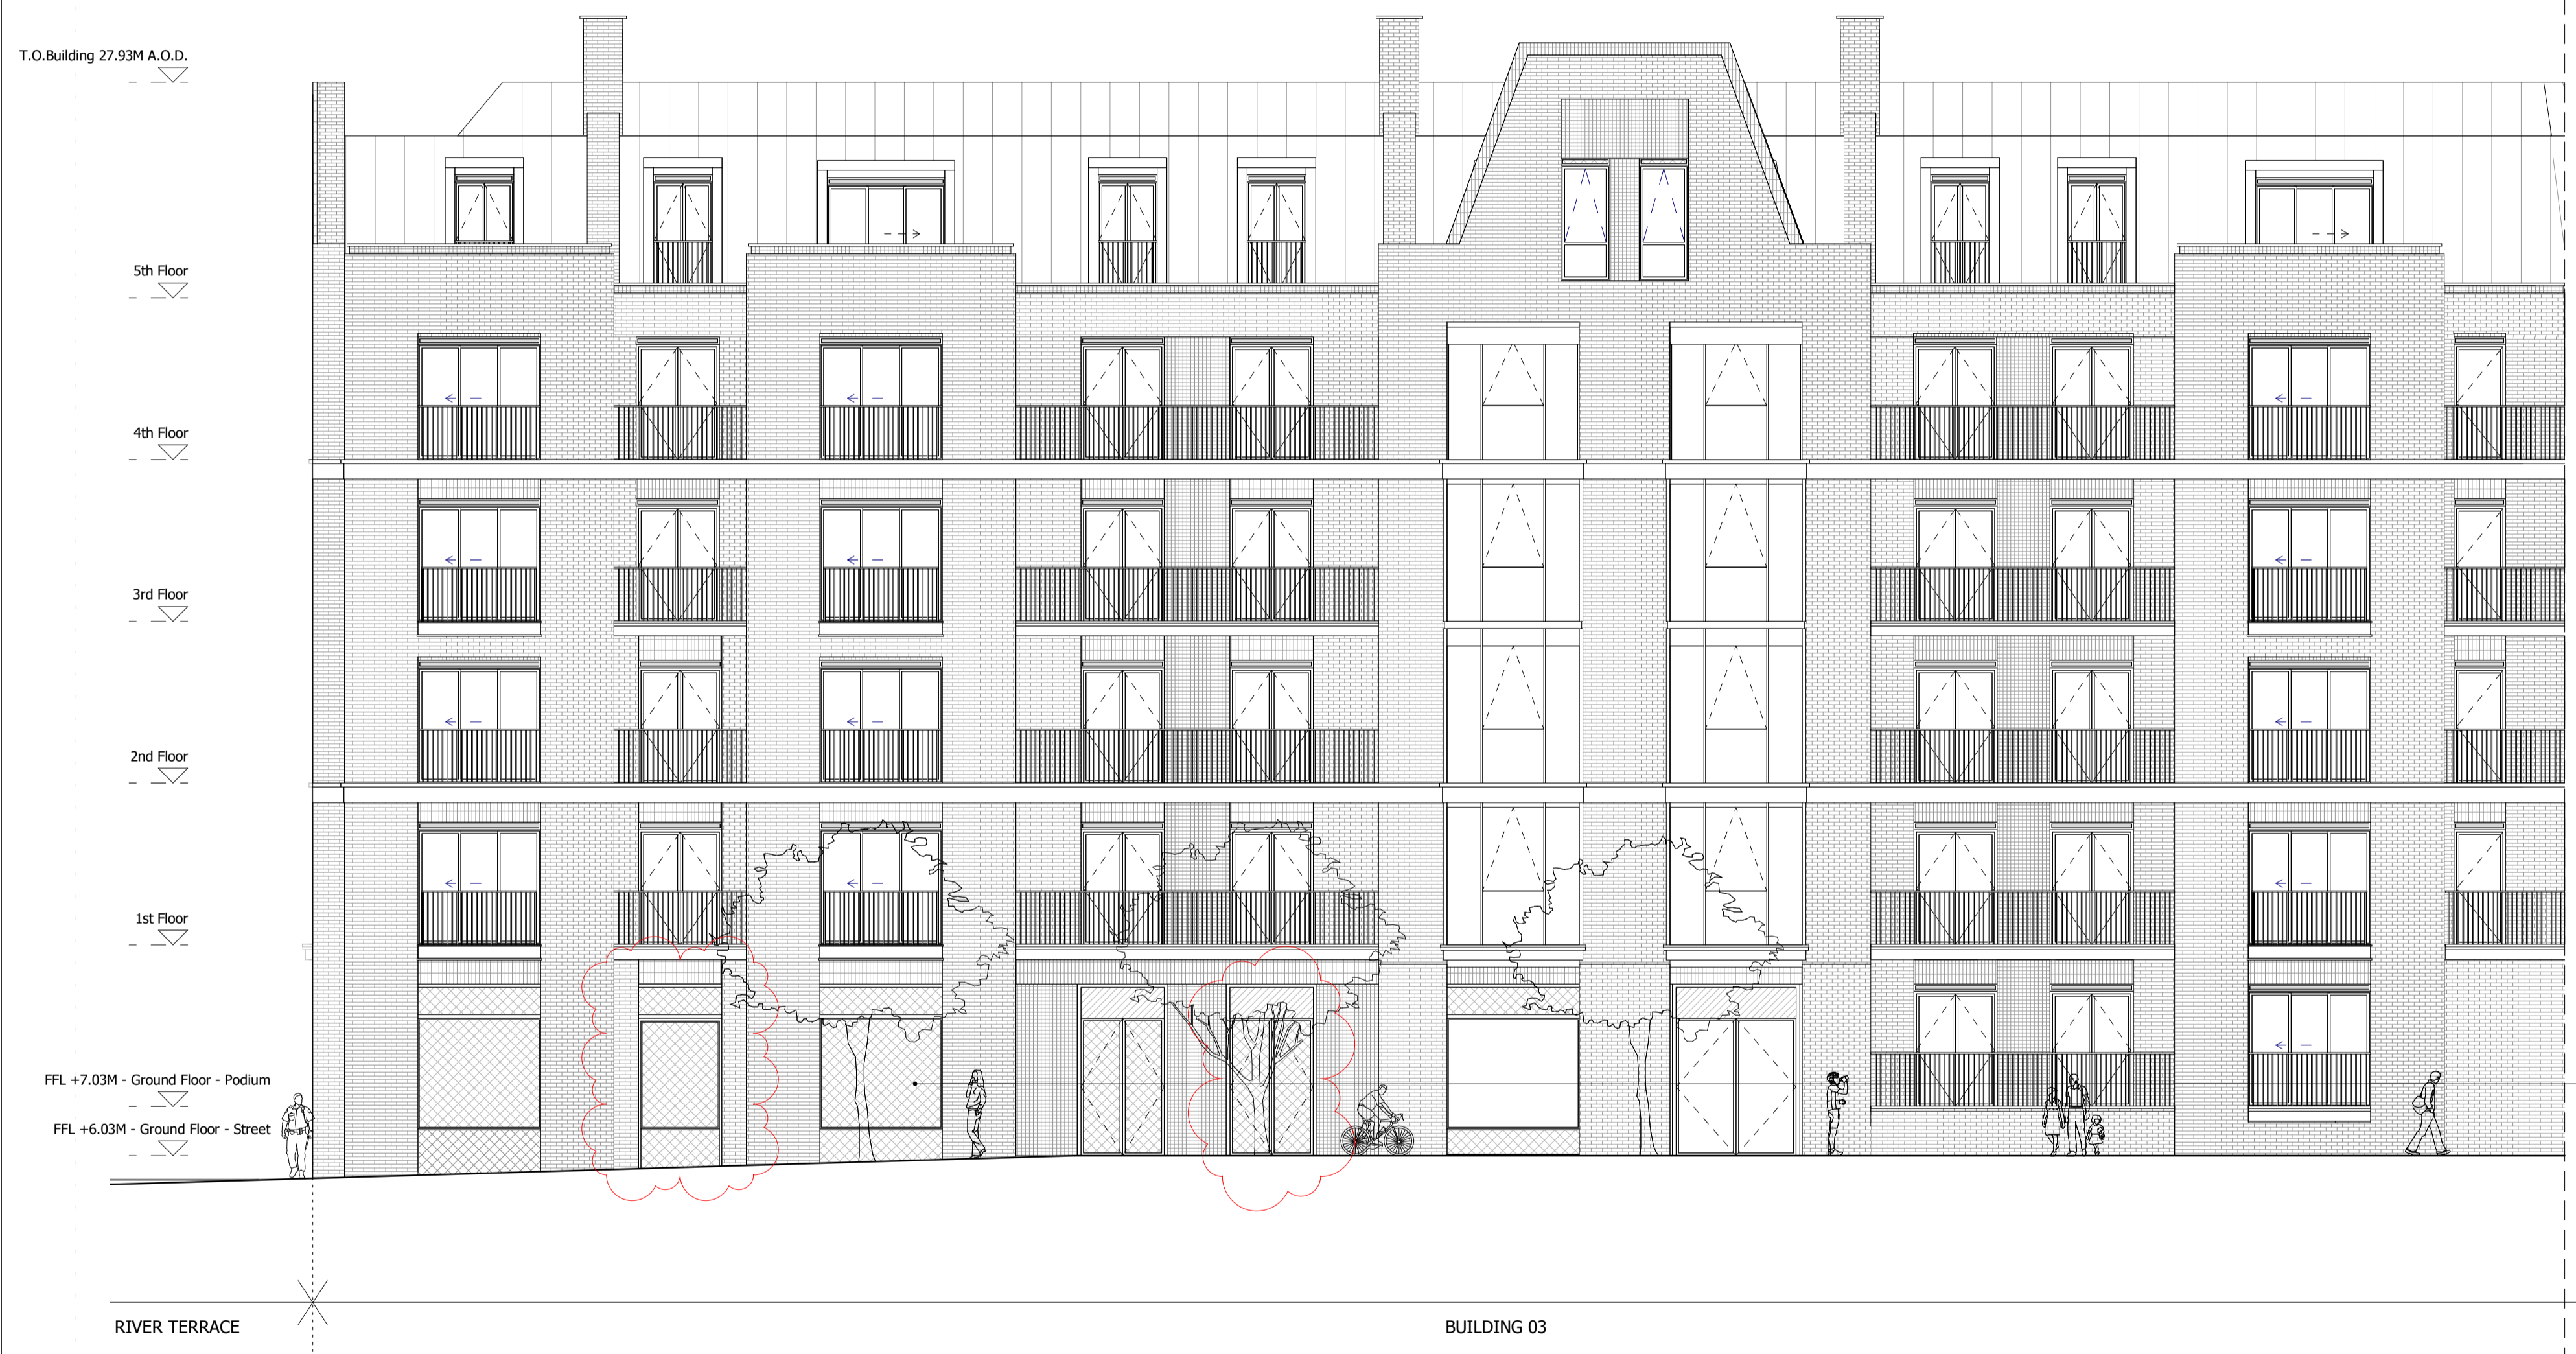 T.O.Building 27.93M A.O.D.
5th Floor
4th Floor
3rd Floor
2nd Floor
1st Floor
FFL +7.03M - Ground Floor - Podium
FFL +6.03M - Ground Floor - Street
RIVER TERRACE
BUILDING 03